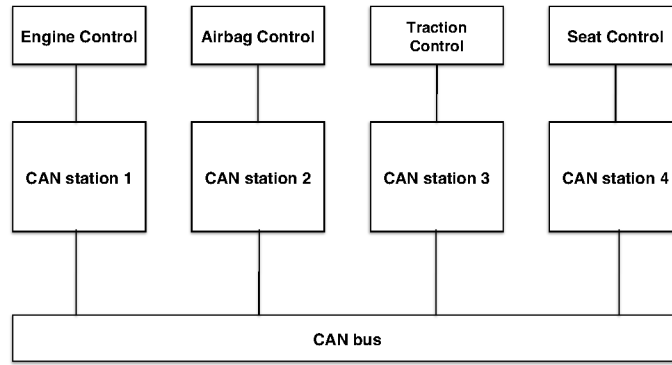 Engine Control
Airbag Control
Traction
Control
Seat Control
CAN station 1
CAN station 2
CAN station 3
CAN station 4
CAN bus